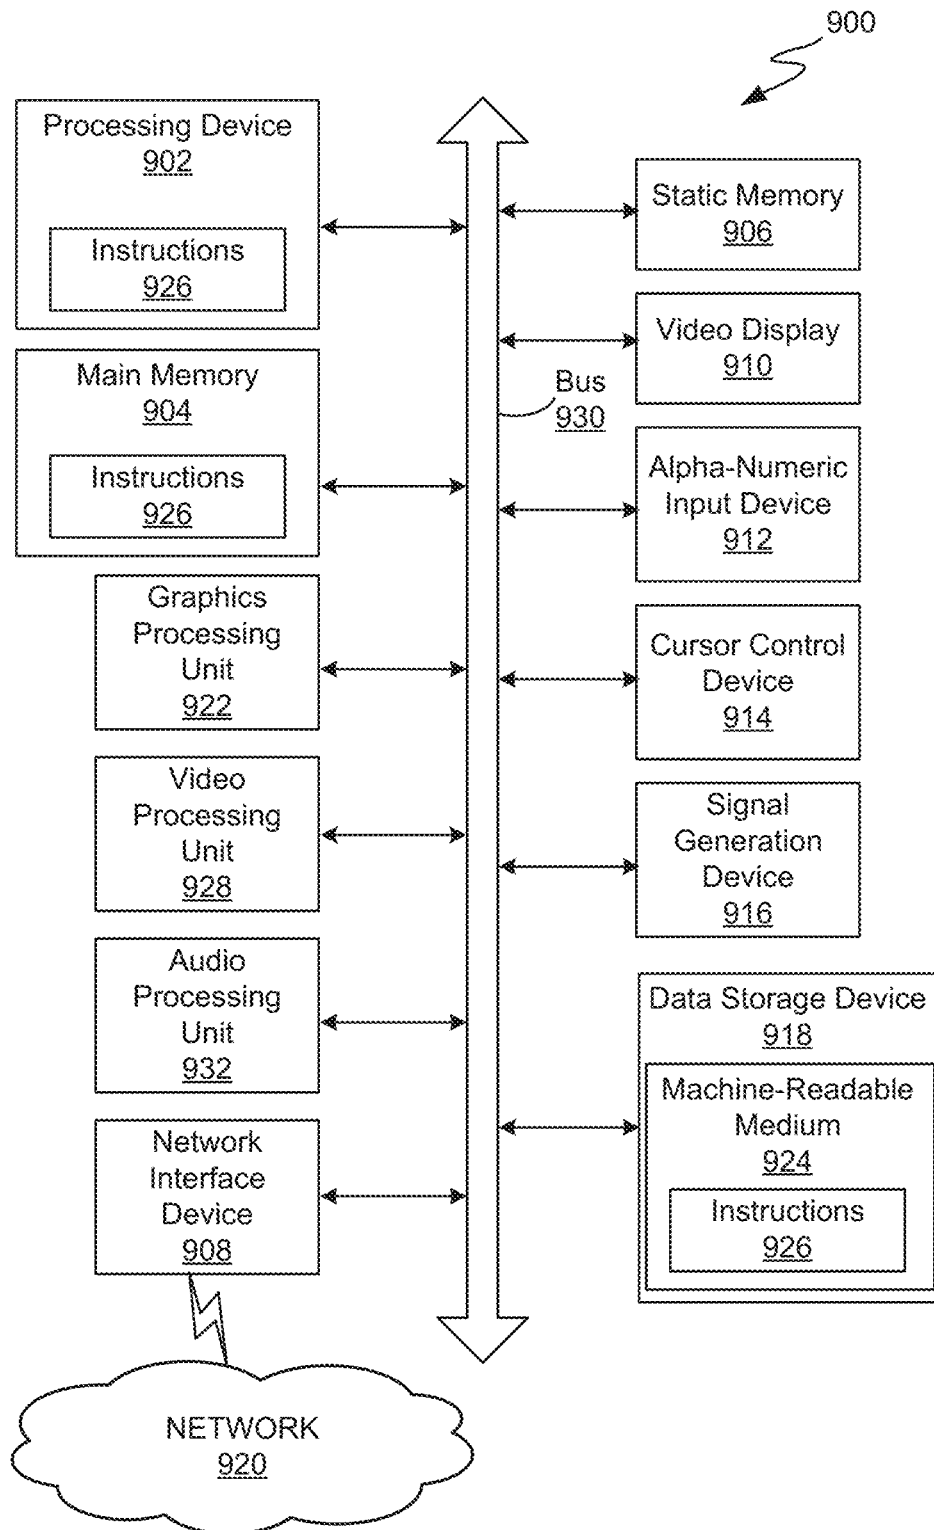 900
Processing Device
902
Instructions
926
Main Memory
904
Instructions
926
Graphics
Processing
Unit
922
Video
Processing
Unit
928
Audio
Processing
Unit
932
Network
Interface
Device
908
NETWORK
920
Bus
930
Static Memory
906
Video Display
910
Alpha-Numeric
Input Device
912
Cursor Control
Device
914
Signal
Generation
Device
916
Data Storage Device
918
Machine-Readable
Medium
924
Instructions
926